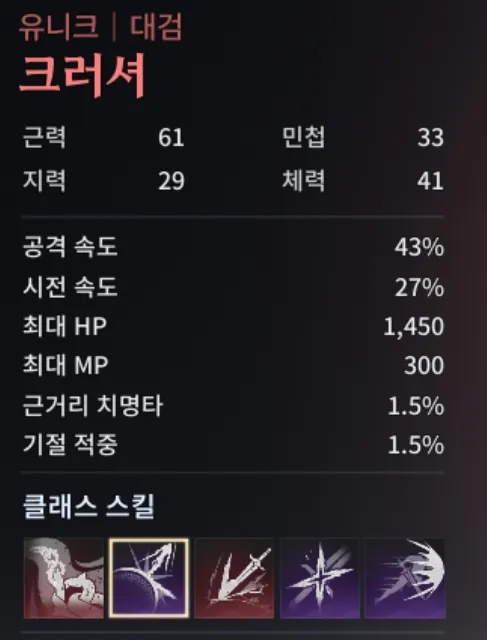 유니크｜대검
크러셔
근력 61 민첩 33
지력 29 체력 41
공격 속도 43%
시전 속도 27%
최대 HP 1,450
최대 MP 300
근거리 치명타 1.5%
기절 적중 1.5%
클래스 스킬